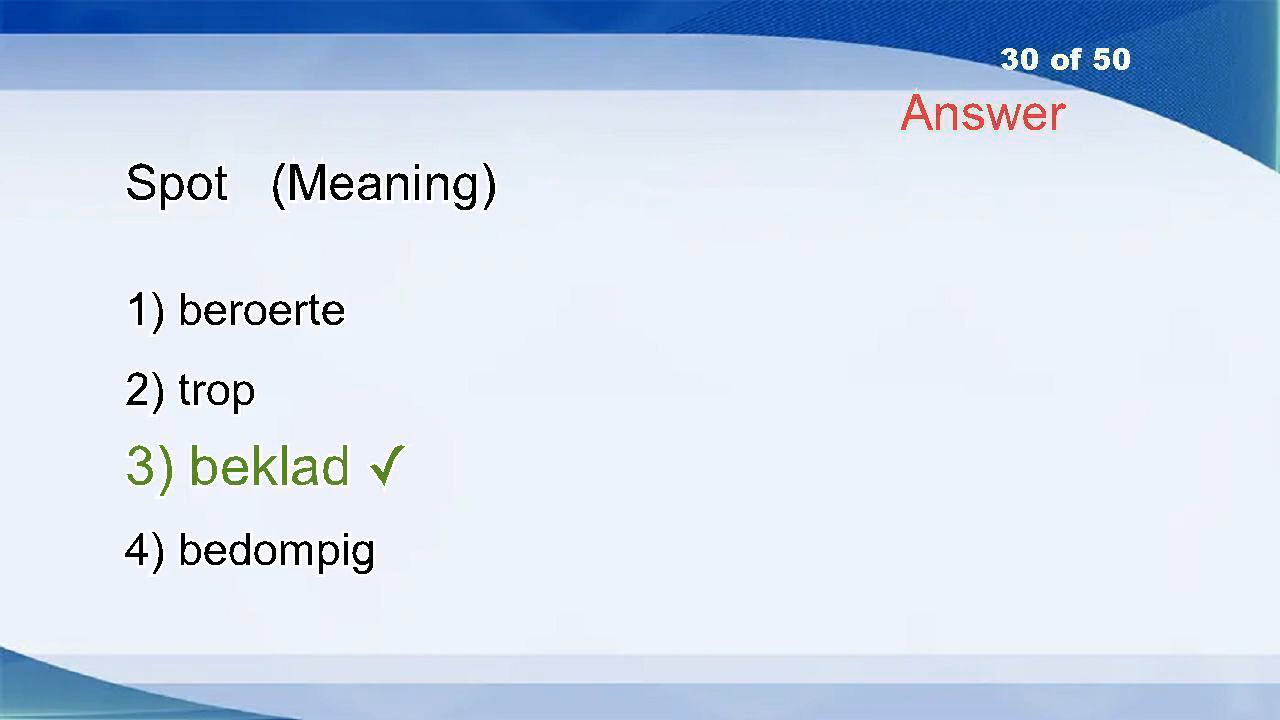 30 of 50
Answer
Spot (Meaning)
1) beroerte
2) trop
3) beklad ✓
4) bedompig